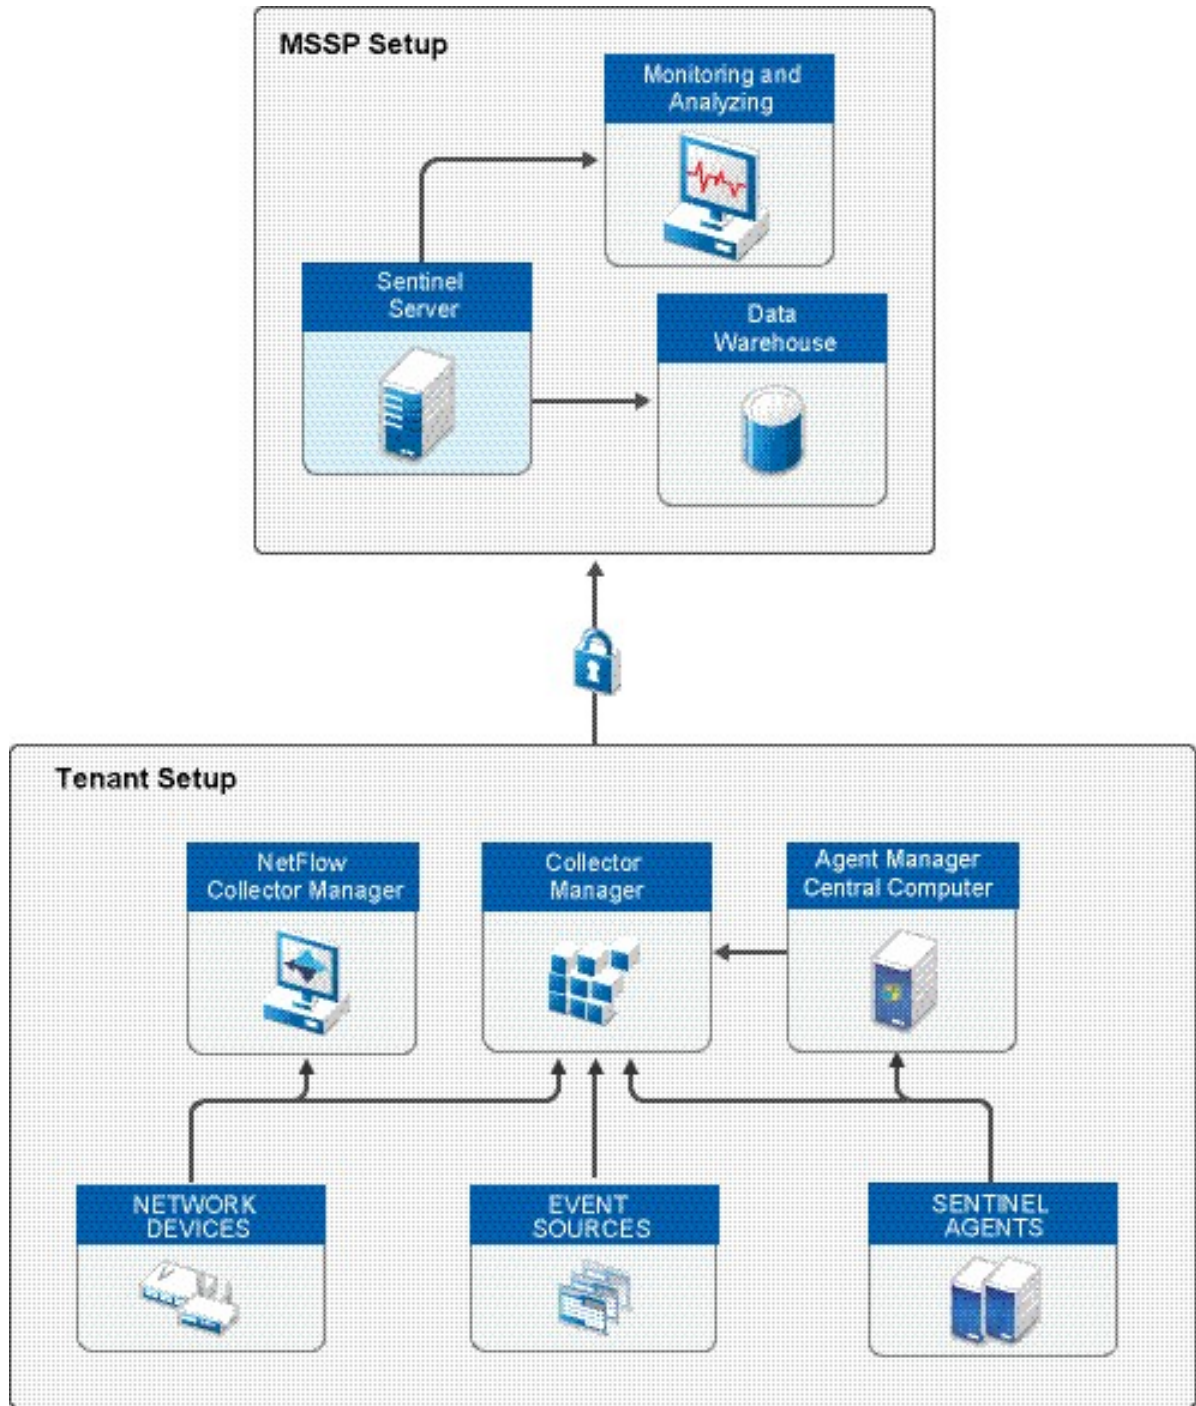 MSSP Setup
Monitoring and
Analyzing
Sentinel
Server
Data
Warehouse
Tenant Setup
NetFlow
Collector Manager
Collector
Manager
Agent Manager
Central Computer
NETWORK
DEVICES
EVENT
SOURCES
SENTINEL
AGENTS